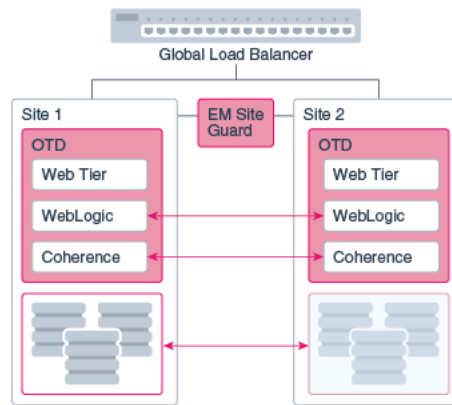 Global Load Balancer
Site 1
EM Site
Guard
Site 2
OTD
Web Tier
WebLogic
Coherence
OTD
Web Tier
WebLogic
Coherence